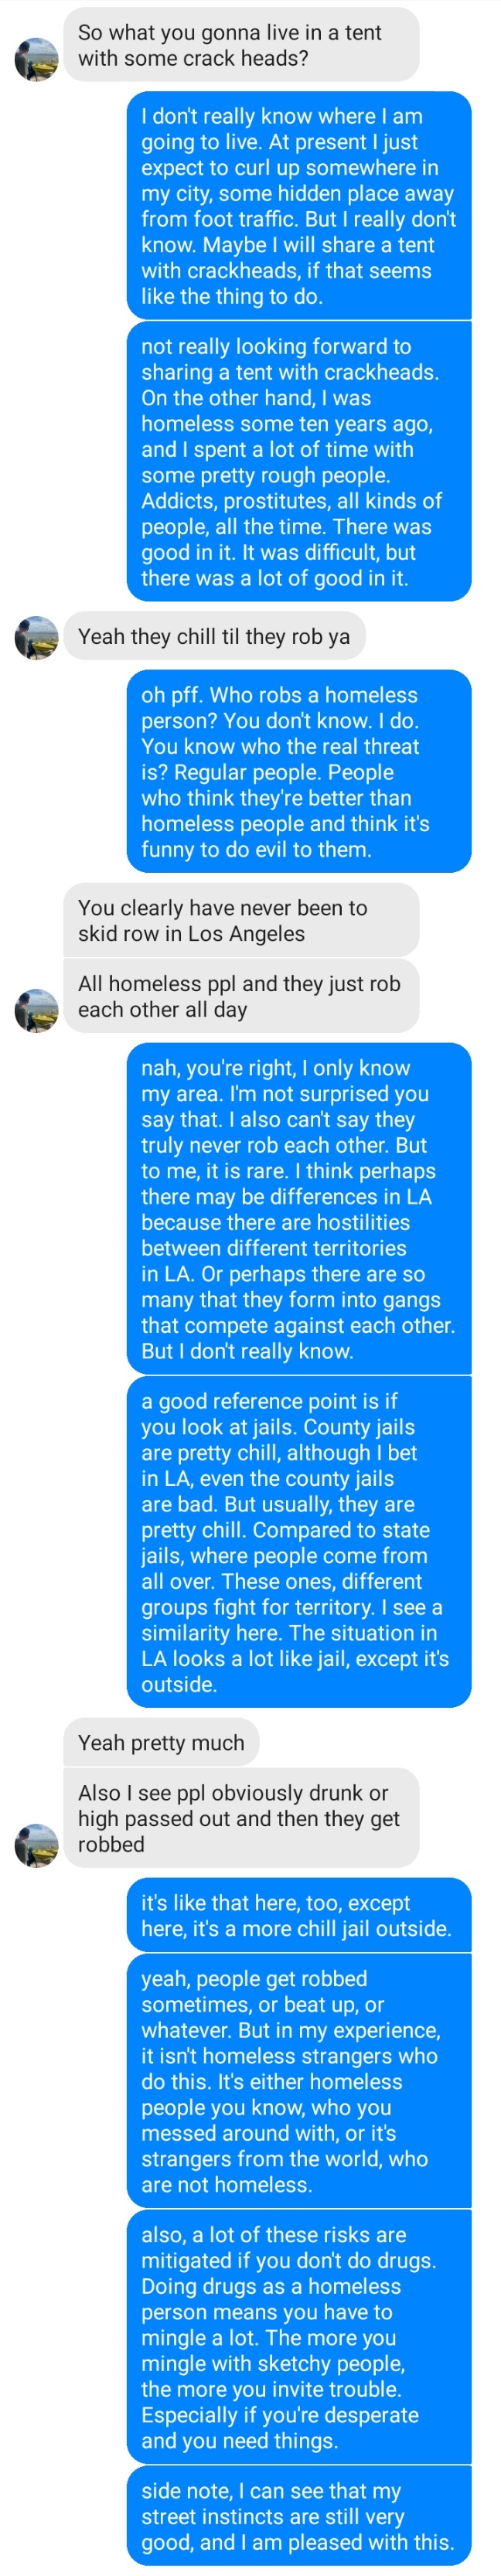 So what you gonna live in a tent
with some crack heads?
I don't really know where I am
going to live. At present I just
expect to curl up somewhere in
my city, some hidden place away
from foot traffic. But I really don't
know. Maybe I will share a tent
with crackheads, if that seems
like the thing to do.
not really looking forward to
sharing a tent with crackheads.
On the other hand, I was
homeless some ten years ago,
and I spent a lot of time with
some pretty rough people.
Addicts, prostitutes, all kinds of
people, all the time. There was
good in it. It was difficult, but
there was a lot of good in it.
Yeah they chill til they rob ya
oh pff. Who robs a homeless
person? You don't know. I do.
You know who the real threat
is? Regular people. People
who think they're better than
homeless people and think it's
funny to do evil to them.
You clearly have never been to
skid row in Los Angeles
All homeless ppl and they just rob
each other all day
nah, you're right, I only know
my area. I'm not surprised you
say that. I also can't say they
truly never rob each other. But
to me, it is rare. I think perhaps
there may be differences in LA
because there are hostilities
between different territories
in LA. Or perhaps there are so
many that they form into gangs
that compete against each other.
But I don't really know.
a good reference point is if
you look at jails. County jails
are pretty chill, although I bet
in LA, even the county jails
are bad. But usually, they are
pretty chill. Compared to state
jails, where people come from
all over. These ones, different
groups fight for territory. I see a
similarity here. The situation in
LA looks a lot like jail, except it's
outside.
Yeah pretty much
Also I see ppl obviously drunk or
high passed out and then they get
robbed
it's like that here, too, except
here, it's a more chill jail outside.
yeah, people get robbed
sometimes, or beat up, or
whatever. But in my experience,
it isn't homeless strangers who
do this. It's either homeless
people you know, who you
messed around with, or it's
strangers from the world, who
are not homeless.
also, a lot of these risks are
mitigated if you don't do drugs.
Doing drugs as a homeless
person means you have to
mingle a lot. The more you
mingle with sketchy people,
the more you invite trouble.
Especially if you're desperate
and you need things.
side note, I can see that my
street instincts are still very
good, and I am pleased with this.